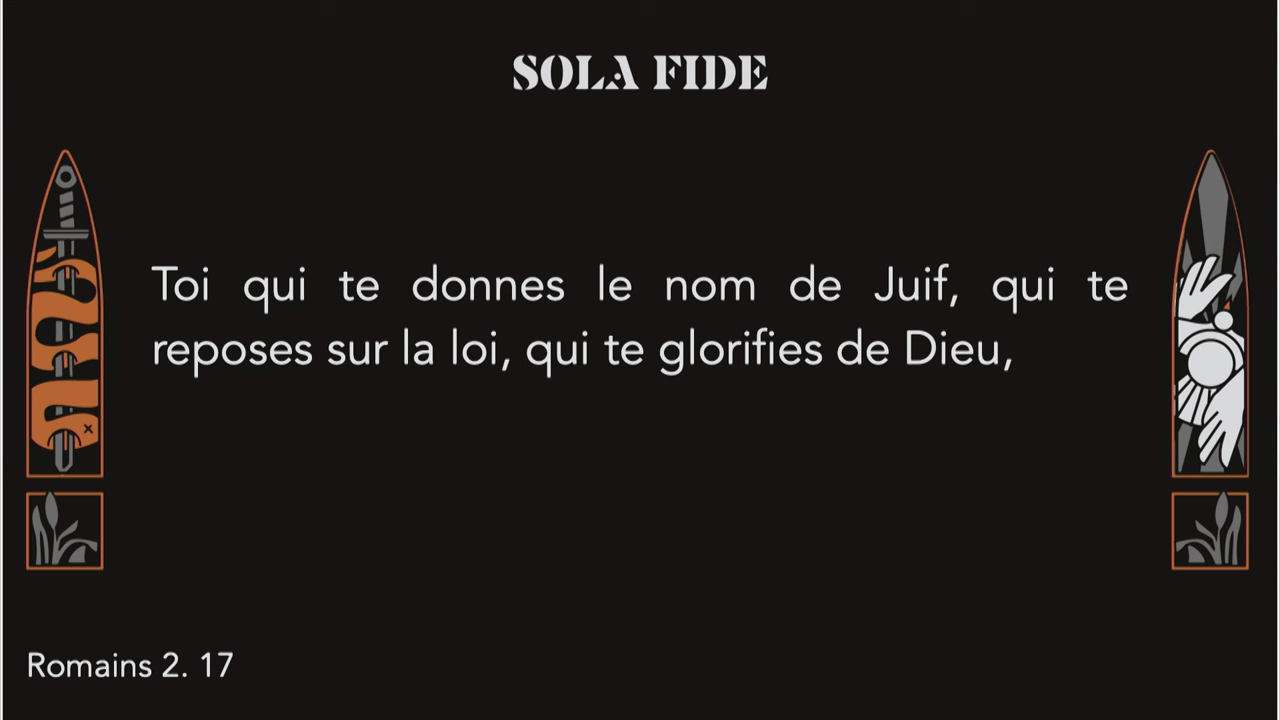 SOLA FIDE
Toi qui te donnes le nom de Juif, qui te
reposes sur la loi, qui te glorifies de Dieu,
Romains 2. 17